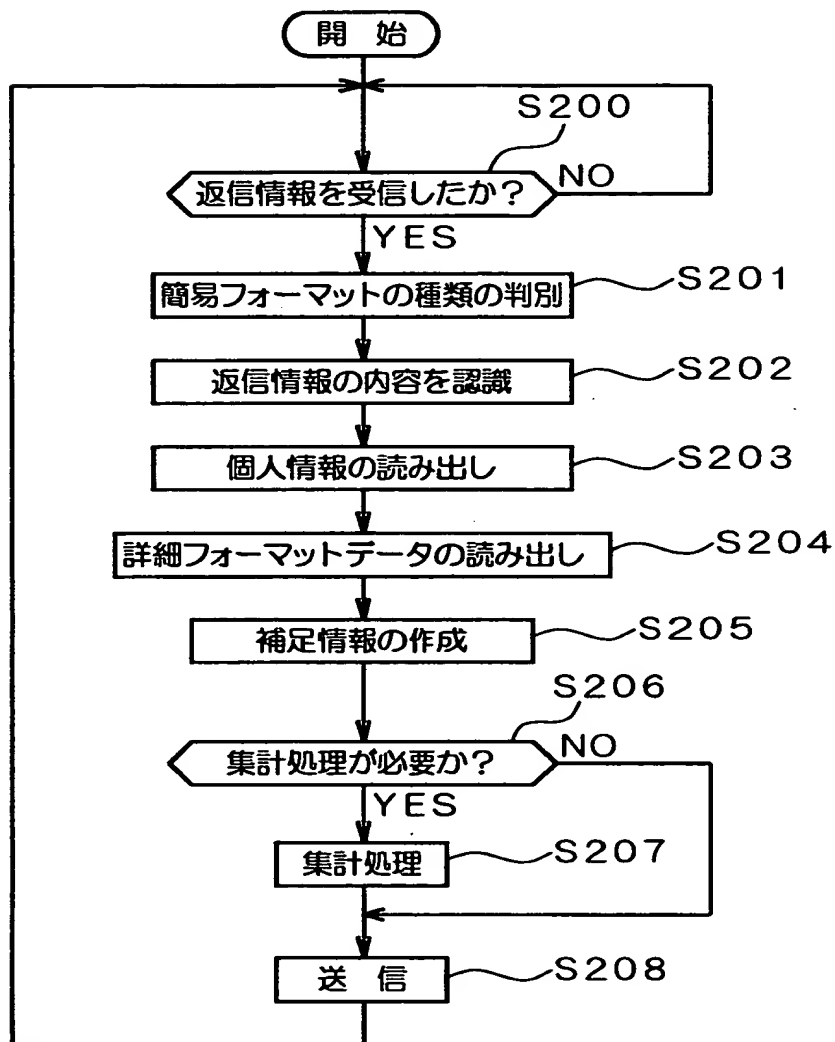 開 始
S200
返信情報を受信したか?
NO
YES
簡易フォーマットの種類の判別
S201
返信情報の内容を認識
S202
個人情報の読み出し
S203
詳細フォーマットデータの読み出し
S204
補足情報の作成
S205
S206
集計処理が必要か?
NO
YES
集計処理
S207
送 信
S208